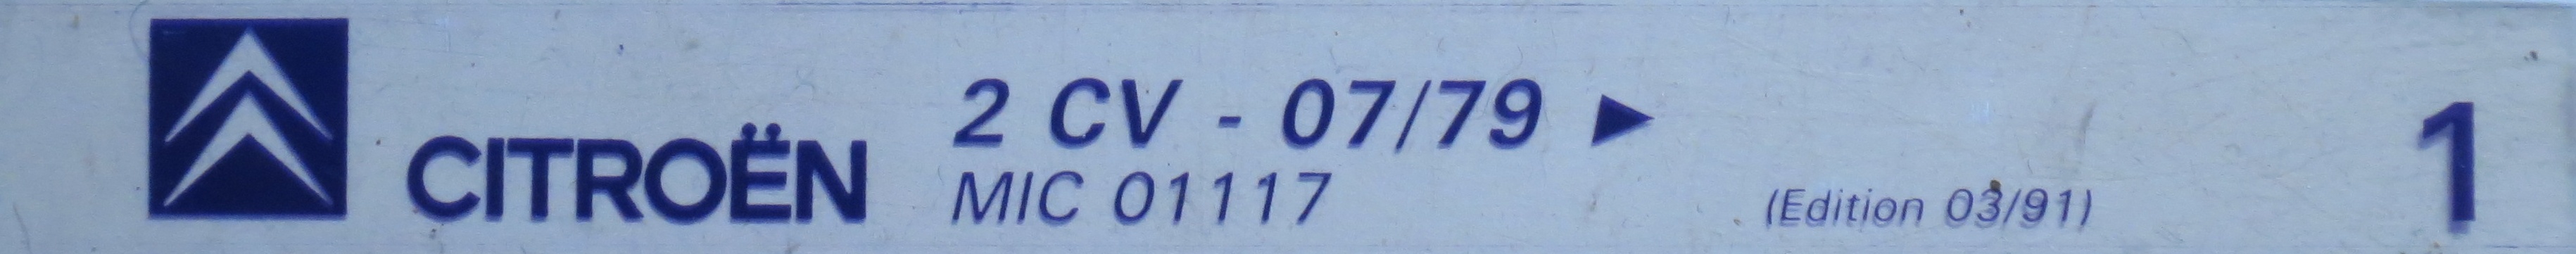 CITROËN
2 CV - 07/79 ►
MIC 01117
(Edition 03/91)
1